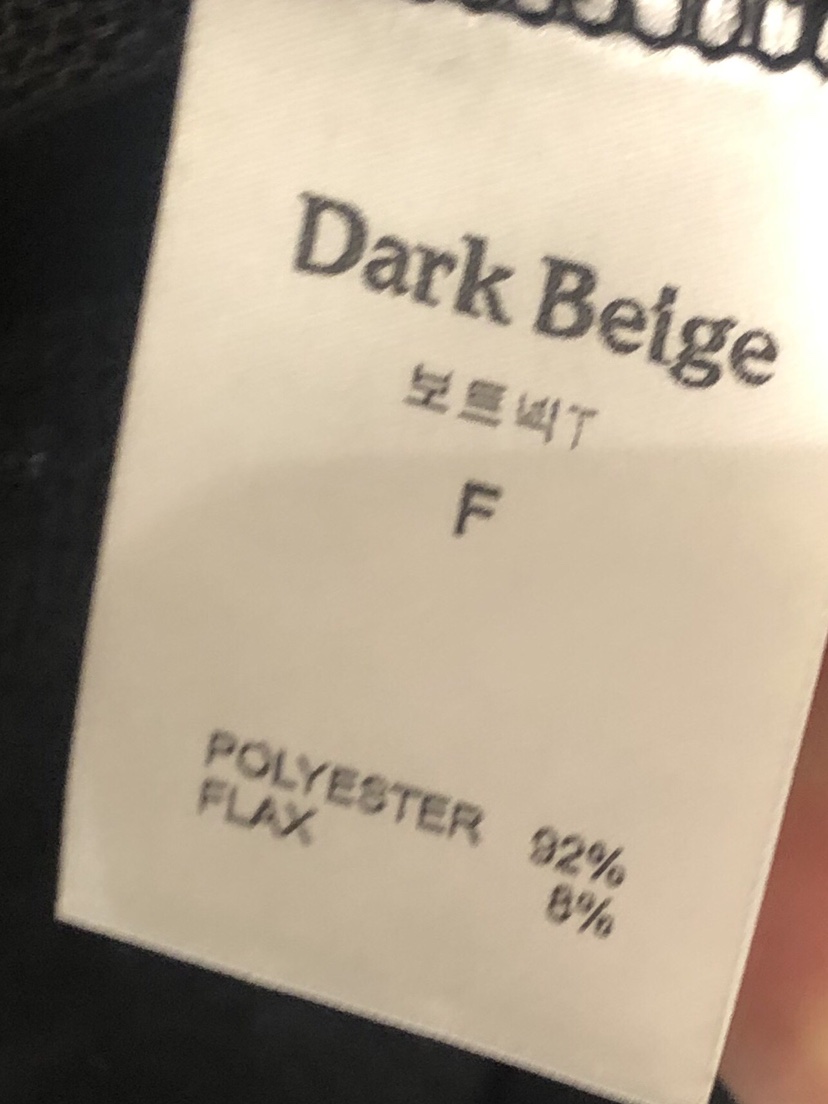 Dark Beige
보트넥T
F
POLYESTER 92%
FLAX 8%